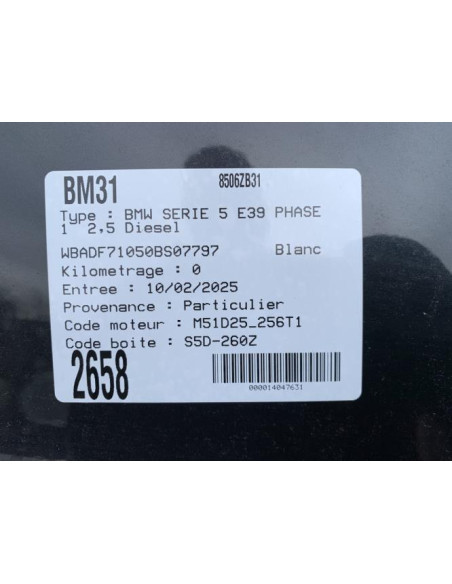 BM31 8506ZB31
Type : BMW SERIE 5 E39 PHASE
1 2,5 Diesel
WBADF71050BS07797 Blanc
Kilometrage : 0
Entree : 10/02/2025
Provenance : Particulier
Code moteur : M51D25_256T1
Code boite : S5D-260Z
2658
000014047631